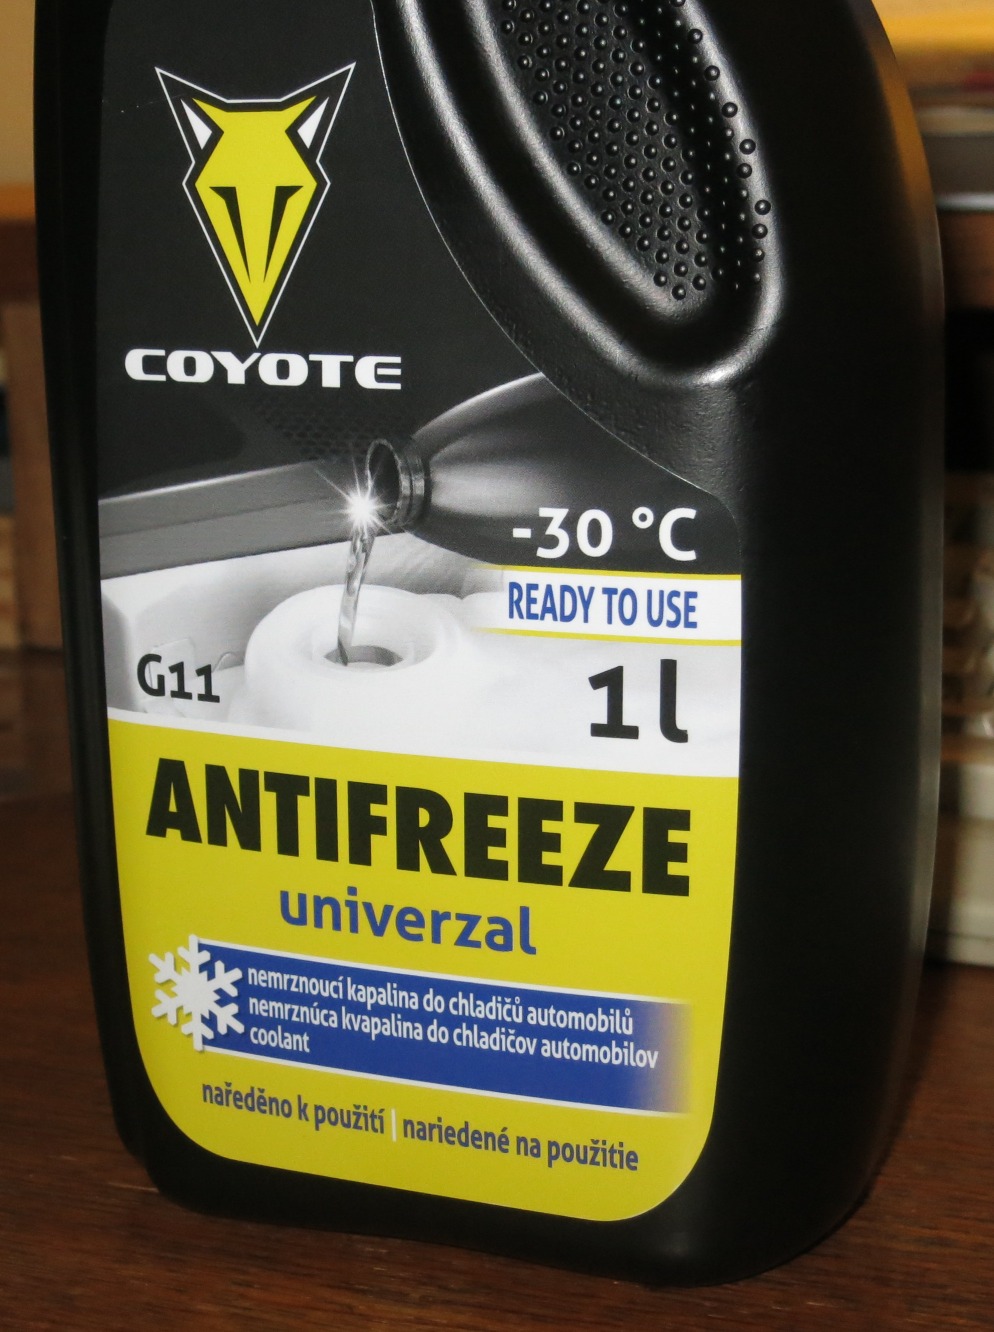 COYOTE
-30 °C
READY TO USE
G11
1l
ANTIFREEZE
univerzal
nemrznoucí kapalina do chladičů automobilů
nemrznúca kvapalina do chladičov automobilov
coolant
naředěno k použití | nariedené na použitie